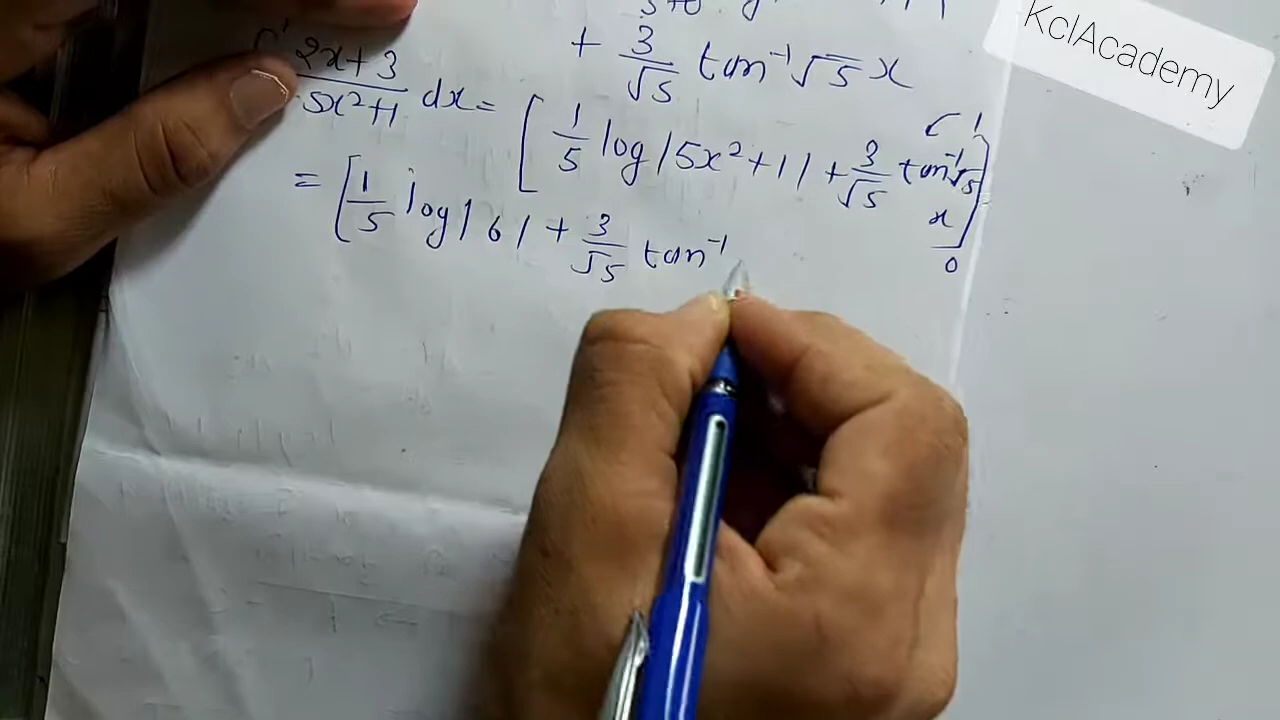 KclAcademy
+ 3/√5 tan⁻¹ √5 x
∫ 2x+3 / 5x²+1 dx = [ 1/5 log |5x²+1| + 3/√5 tan⁻¹ √5 x ]₀¹
= [ 1/5 log |6| + 3/√5 tan⁻¹